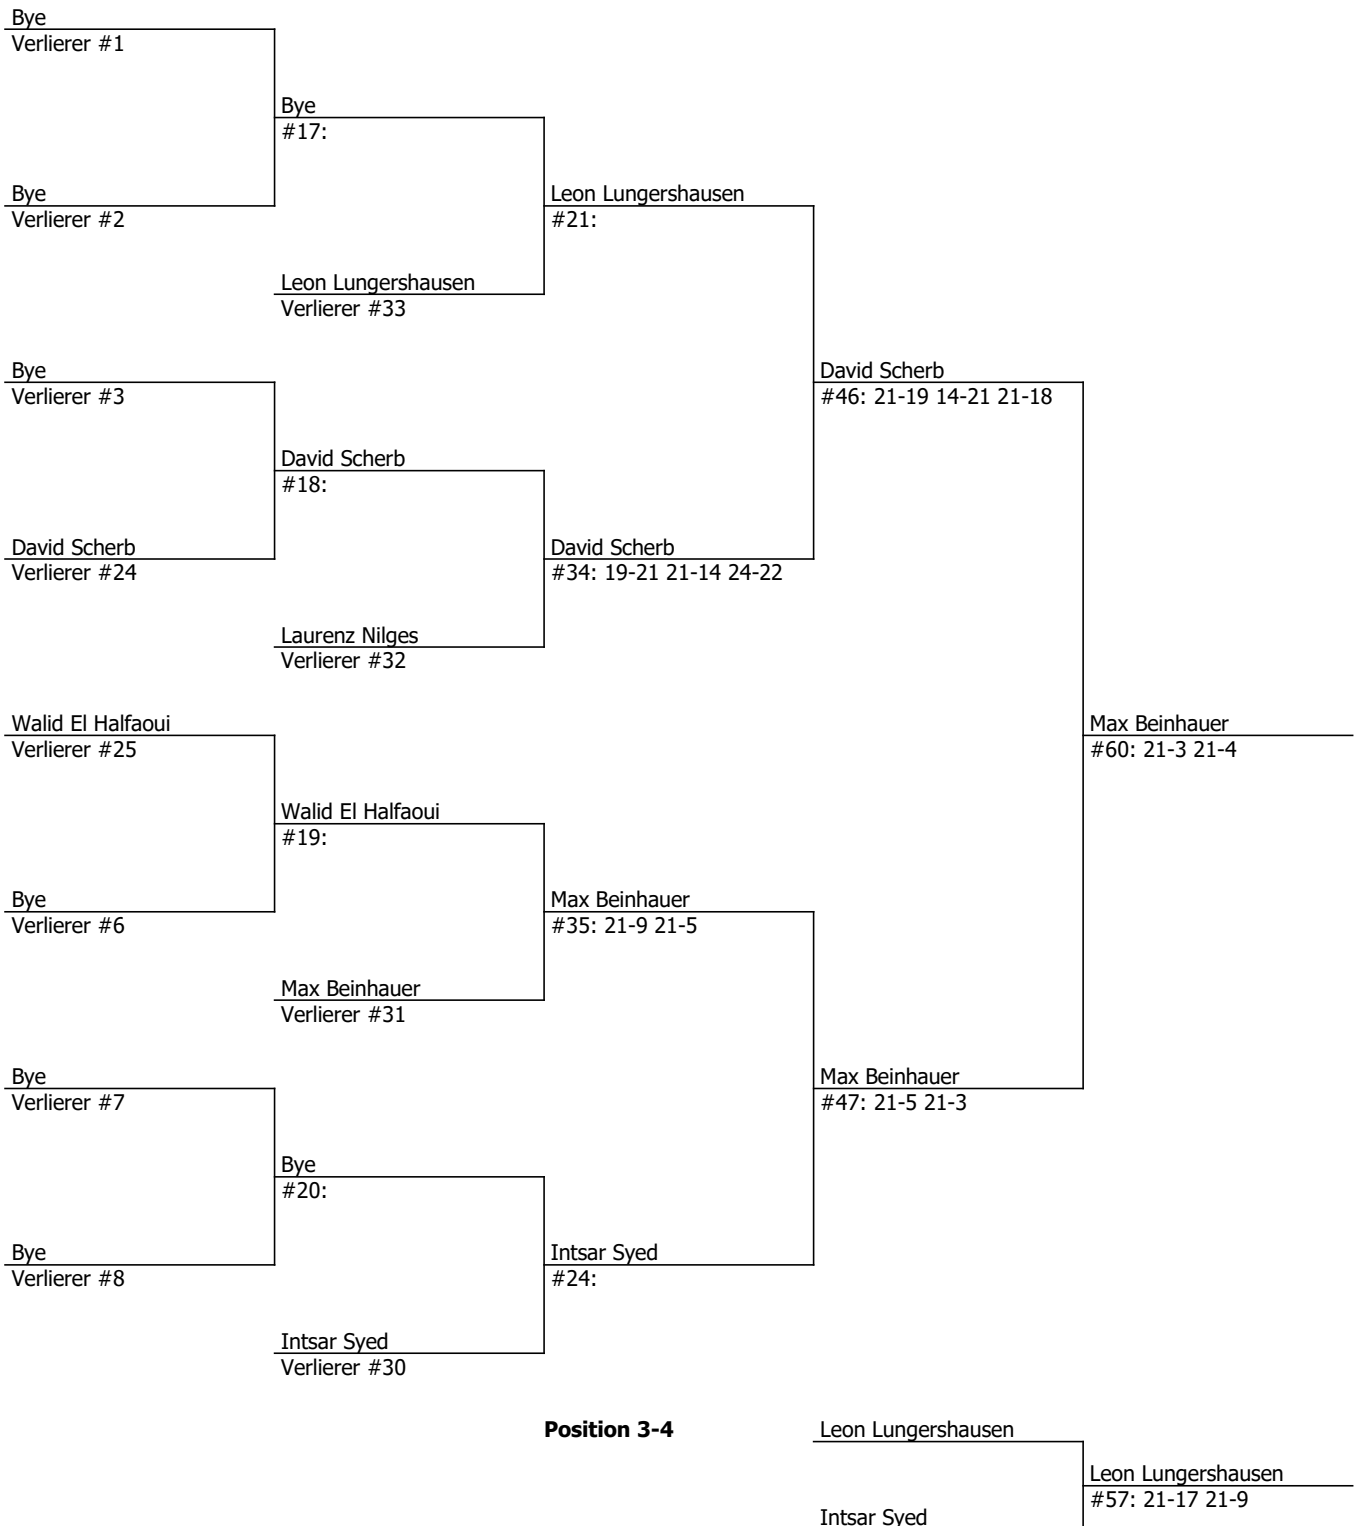 Bye
Verlierer #1
Bye
#17:
Bye
Verlierer #2
Leon Lungershausen
#21:
Leon Lungershausen
Verlierer #33
Bye
Verlierer #3
David Scherb
#46: 21-19 14-21 21-18
David Scherb
#18:
David Scherb
Verlierer #24
David Scherb
#34: 19-21 21-14 24-22
Laurenz Nilges
Verlierer #32
Walid El Halfaoui
Verlierer #25
Max Beinhauer
#60: 21-3 21-4
Walid El Halfaoui
#19:
Bye
Verlierer #6
Max Beinhauer
#35: 21-9 21-5
Max Beinhauer
Verlierer #31
Bye
Verlierer #7
Max Beinhauer
#47: 21-5 21-3
Bye
#20:
Bye
Verlierer #8
Intsar Syed
#24:
Intsar Syed
Verlierer #30
Position 3-4
Leon Lungershausen
Leon Lungershausen
#57: 21-17 21-9
Intsar Syed